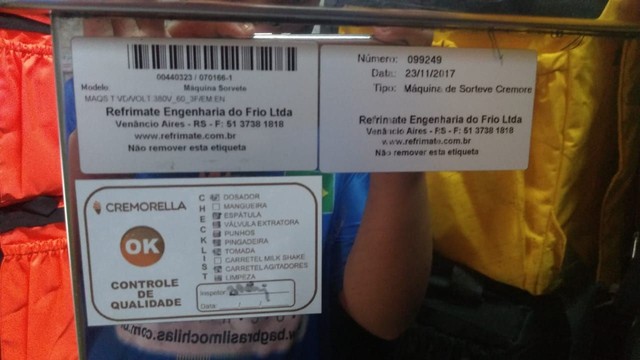 00440323 / 070166-1
Modelo: Máquina Sorvete
MAQS T VD/VOLT 380V_60_3F/EM EN
Refrimate Engenharia do Frio Ltda
Venâncio Aires - RS - F: 51 3738 1818
www.refrimate.com.br
Não remover esta etiqueta
Número: 099249
Data: 23/11/2017
Tipo: Máquina de Sorteve Cremore
Refrimate Engenharia do Frio Ltda
Venâncio Aires - RS - F: 51 3738 1818
www.refrimate.com.br
Não remover esta etiqueta
CREMORELLA
OK
CONTROLE
DE
QUALIDADE
CHECKLIST
DOSADOR
MANGUEIRA
ESPÁTULA
VÁLVULA EXTRATORA
PUNHOS
PINGADEIRA
TOMADA
CARRETEL MILK SHAKE
CARRETEL AGITADORES
LIMPEZA
Inspetor:
Data: / /
www.bagbrasilmochilas.com